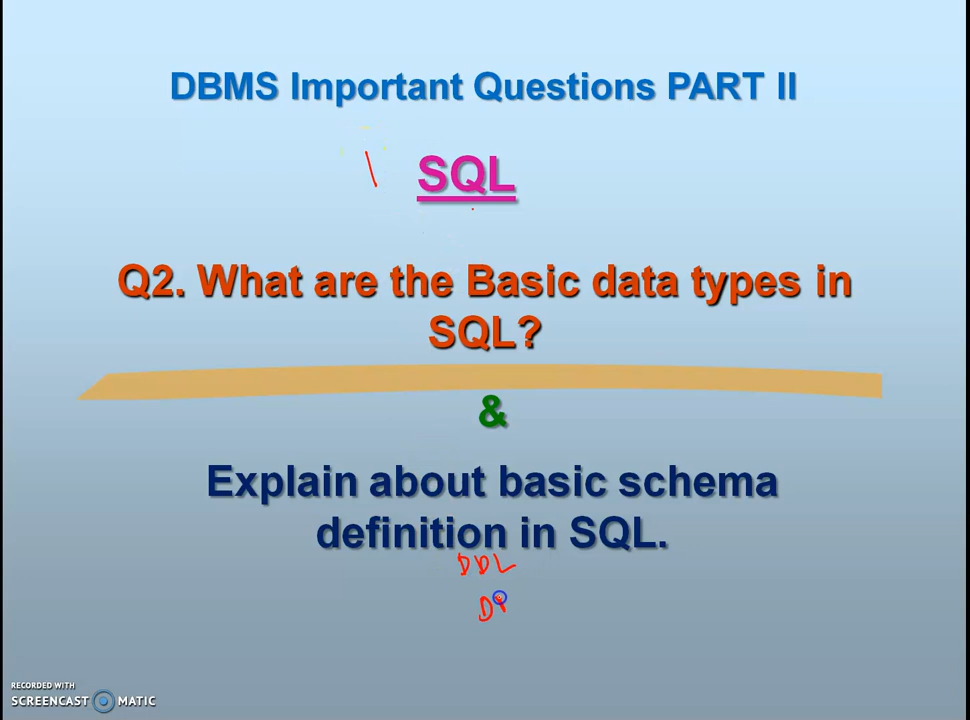 DBMS Important Questions PART II
SQL
Q2. What are the Basic data types in
SQL?
&
Explain about basic schema
definition in SQL.
DDL
RECORDED WITH
SCREENCAST MATIC